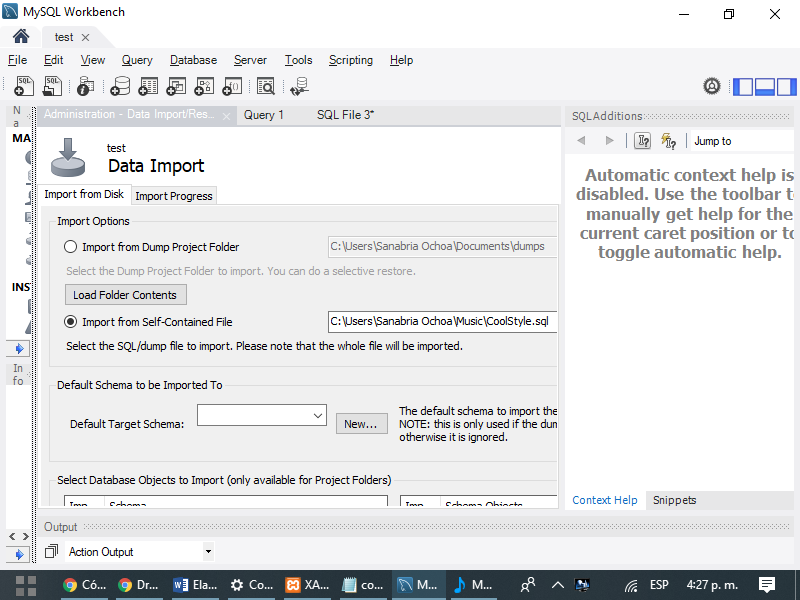 MySQL Workbench
test
File Edit View Query Database Server Tools Scripting Help
Administration - Data Import/Res...
Query 1
SQL File 3*
SQLAdditions
N
a
MA
INS
In
fo
test
Data Import
Import from Disk
Import Progress
Import Options
Import from Dump Project Folder
C:\Users\Sanabria Ochoa\Documents\dumps
Select the Dump Project Folder to import. You can do a selective restore.
Load Folder Contents
Import from Self-Contained File
C:\Users\Sanabria Ochoa\Music\CoolStyle.sql
Select the SQL/dump file to import. Please note that the whole file will be imported.
Default Schema to be Imported To
Default Target Schema:
New...
The default schema to import the
NOTE: this is only used if the dum
otherwise it is ignored.
Select Database Objects to Import (only available for Project Folders)
Imp... Schema
Imp... Schema Objects
Jump to
Automatic context help is
disabled. Use the toolbar t
manually get help for the
current caret position or to
toggle automatic help.
Context Help
Snippets
Output
Action Output
Có... Dr... Ela... Co... XA... co... M... M... ESP 4:27 p. m.